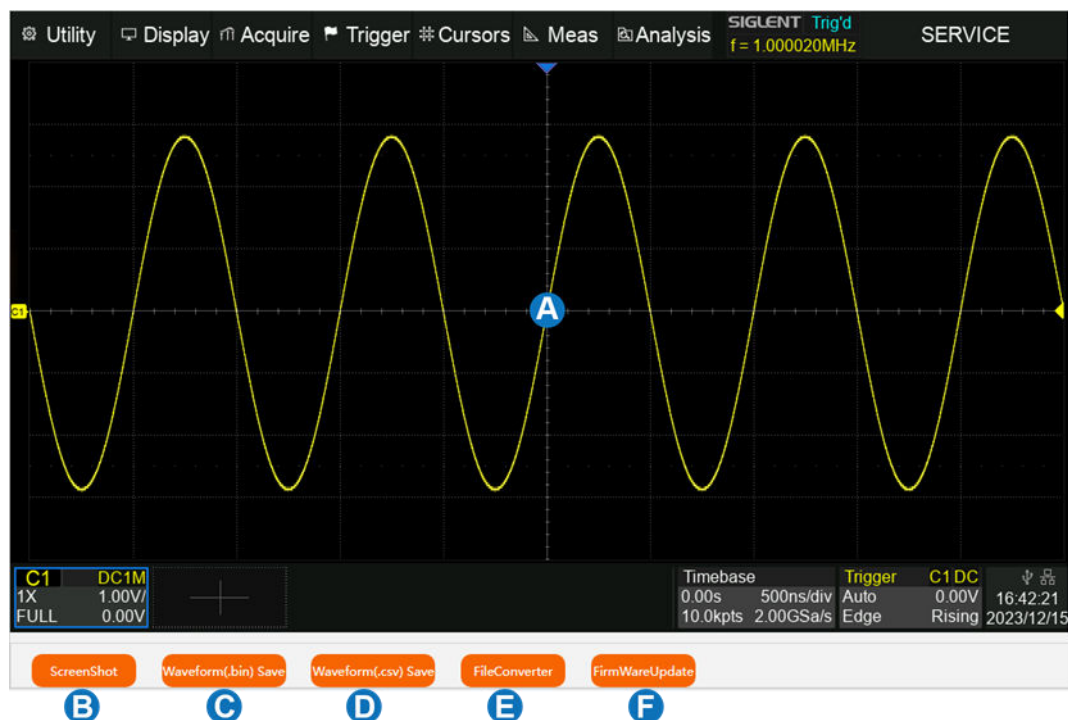 Utility Display Acquire Trigger Cursors Meas Analysis SIGLENT Trig'd SERVICE
f = 1.000020MHz
C1
A
C1 DC1M
1X 1.00V/
FULL 0.00V
Timebase
0.00s 500ns/div
10.0kpts 2.00GSa/s
Trigger C1 DC
Auto 0.00V
Edge Rising
16:42:21
2023/12/15
ScreenShot Waveform(.bin) Save Waveform(.csv) Save FileConverter FirmWareUpdate
B C D E F